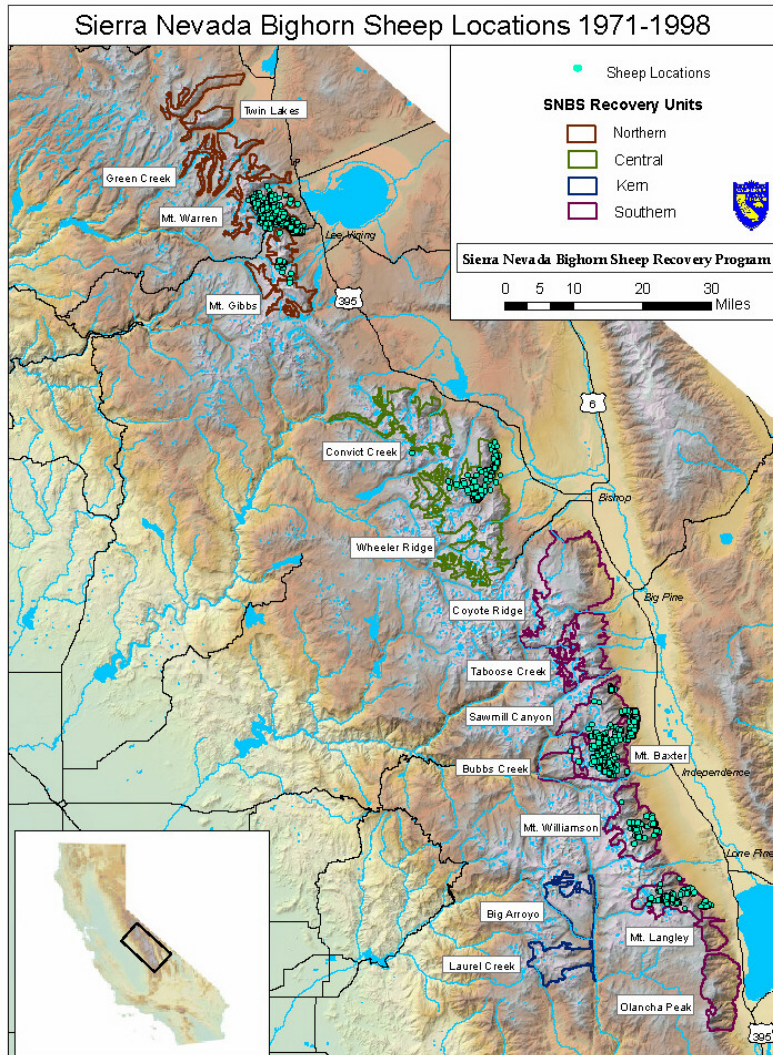 Sierra Nevada Bighorn Sheep Locations 1971-1998
Sheep Locations
SNBS Recovery Units
Northern
Central
Kern
Southern
Sierra Nevada Bighorn Sheep Recovery Program
0 5 10 20 30
Miles
Twin Lakes
Green Creek
Mt. Warren
Lee Vining
Mt. Gibbs
395
6
Convict Creek
Bishop
Wheeler Ridge
Big Pine
Coyote Ridge
Taboose Creek
Sawmill Canyon
Mt. Baxter
Bubbs Creek
Independence
Mt. Williamson
Lone Pine
Big Arroyo
Mt. Langley
Laurel Creek
Olancha Peak
395